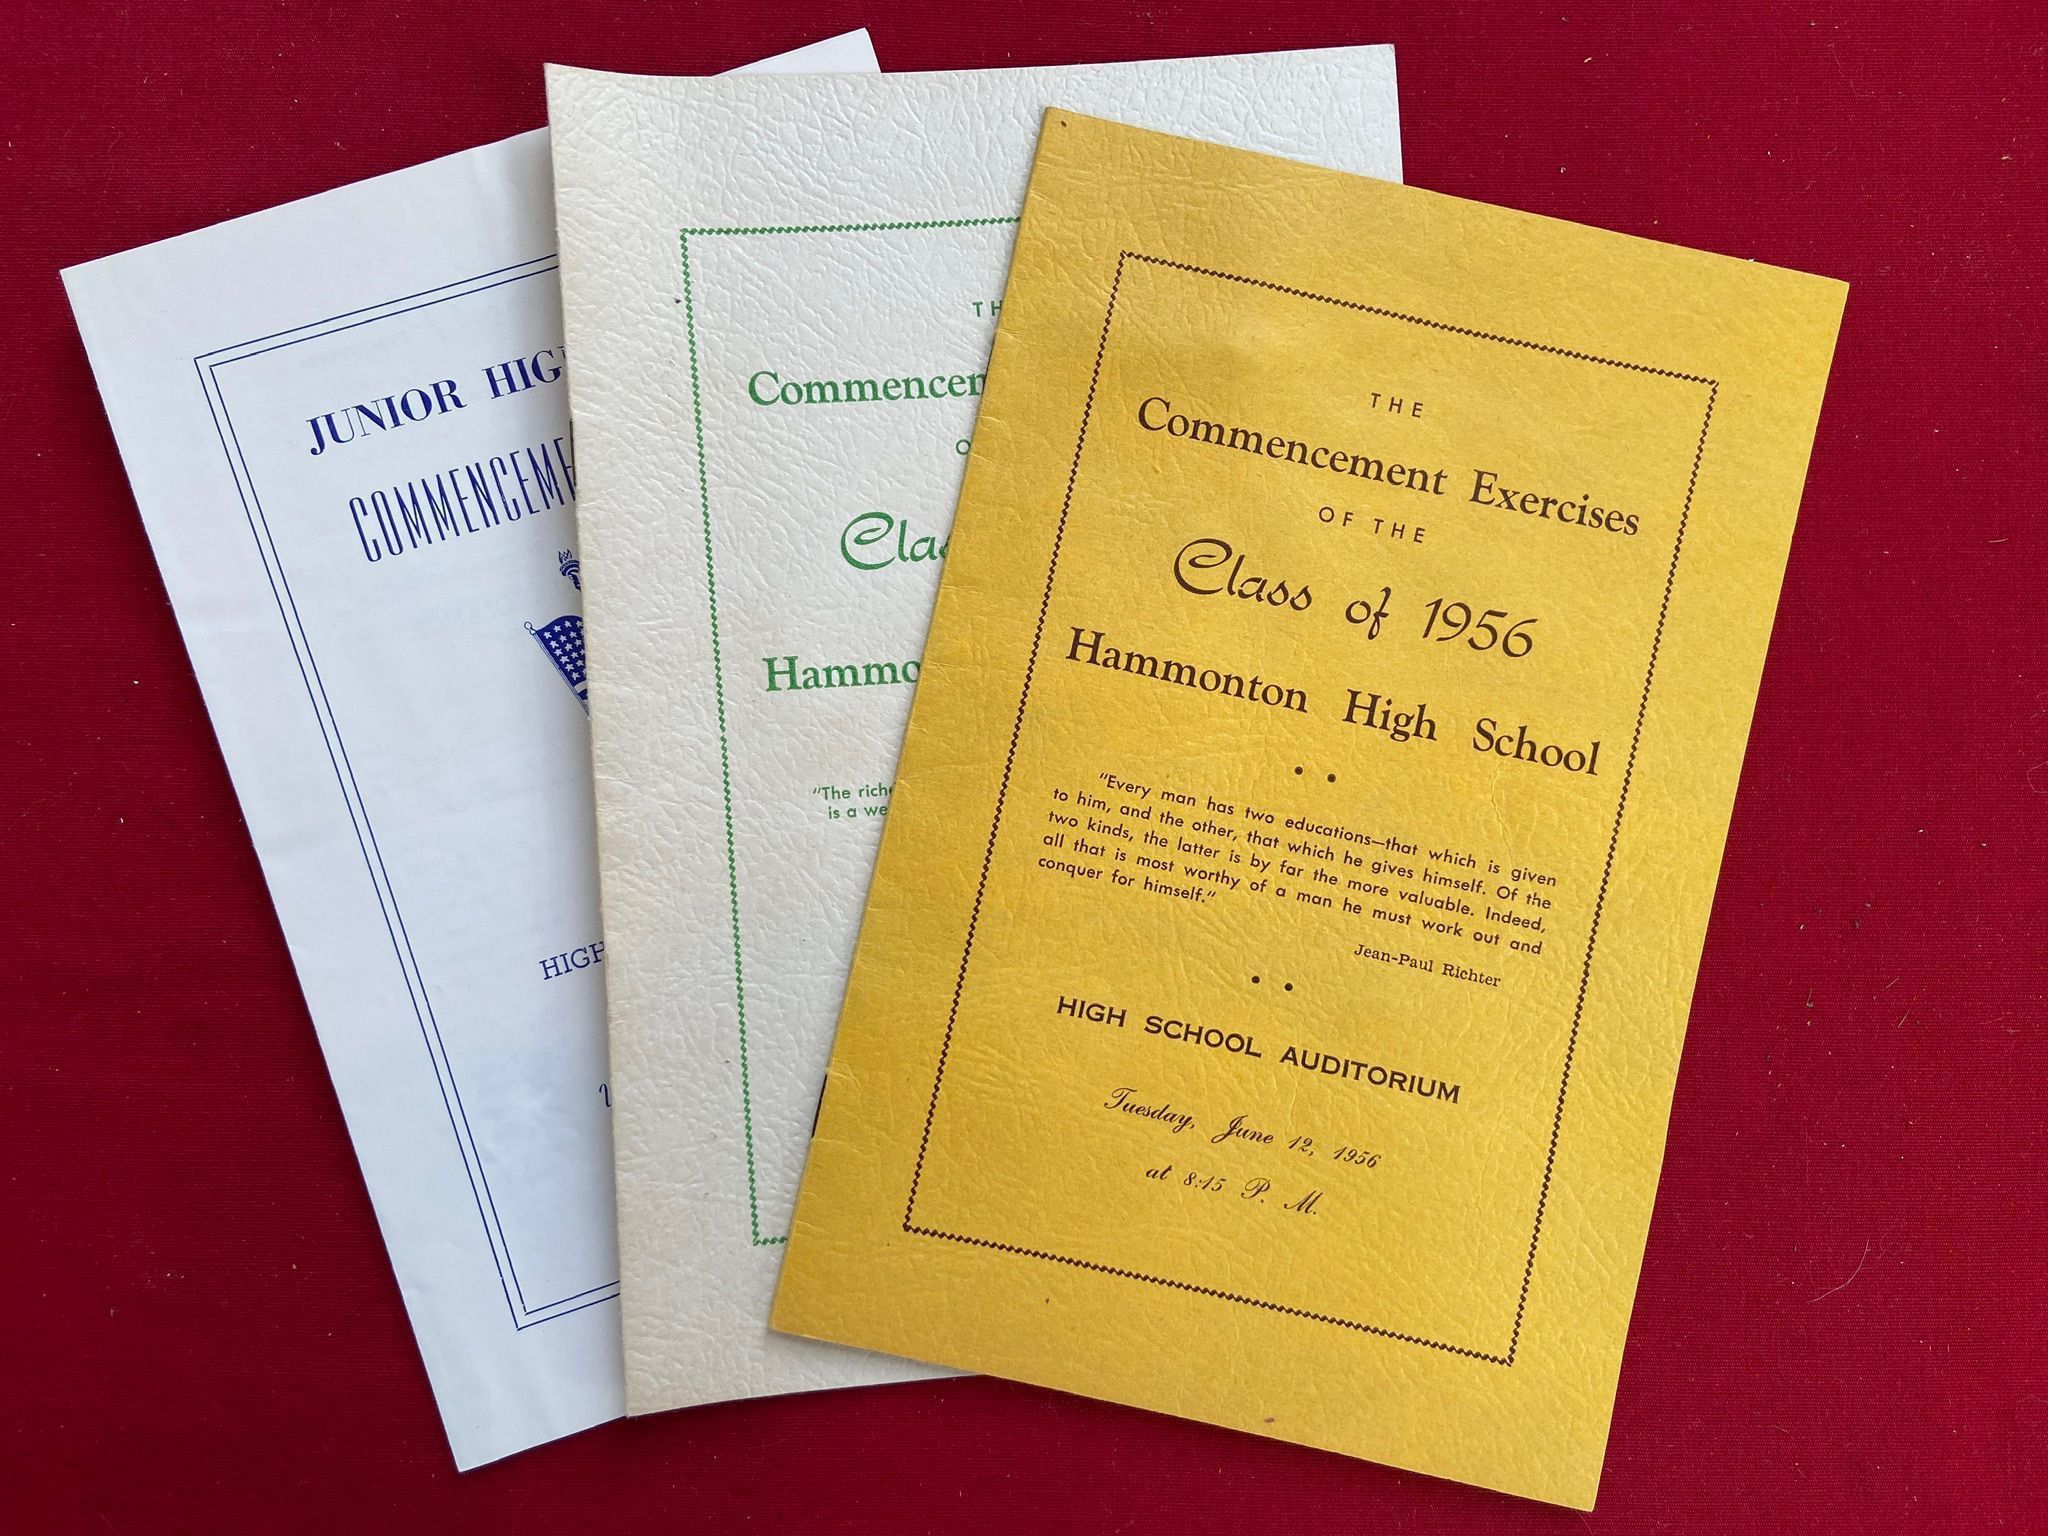 JUNIOR HIG
COMMENCEME
HIGH
TH
Commencem
O
Clas
Hammo
"The riche
is a we
THE
Commencement Exercises
OF THE
Class of 1956
Hammonton High School
"Every man has two educations—that which is given
to him, and the other, that which he gives himself. Of the
two kinds, the latter is by far the more valuable. Indeed,
all that is most worthy of a man he must work out and
conquer for himself."
Jean-Paul Richter
HIGH SCHOOL AUDITORIUM
Tuesday, June 12, 1956
at 8:15 P. M.